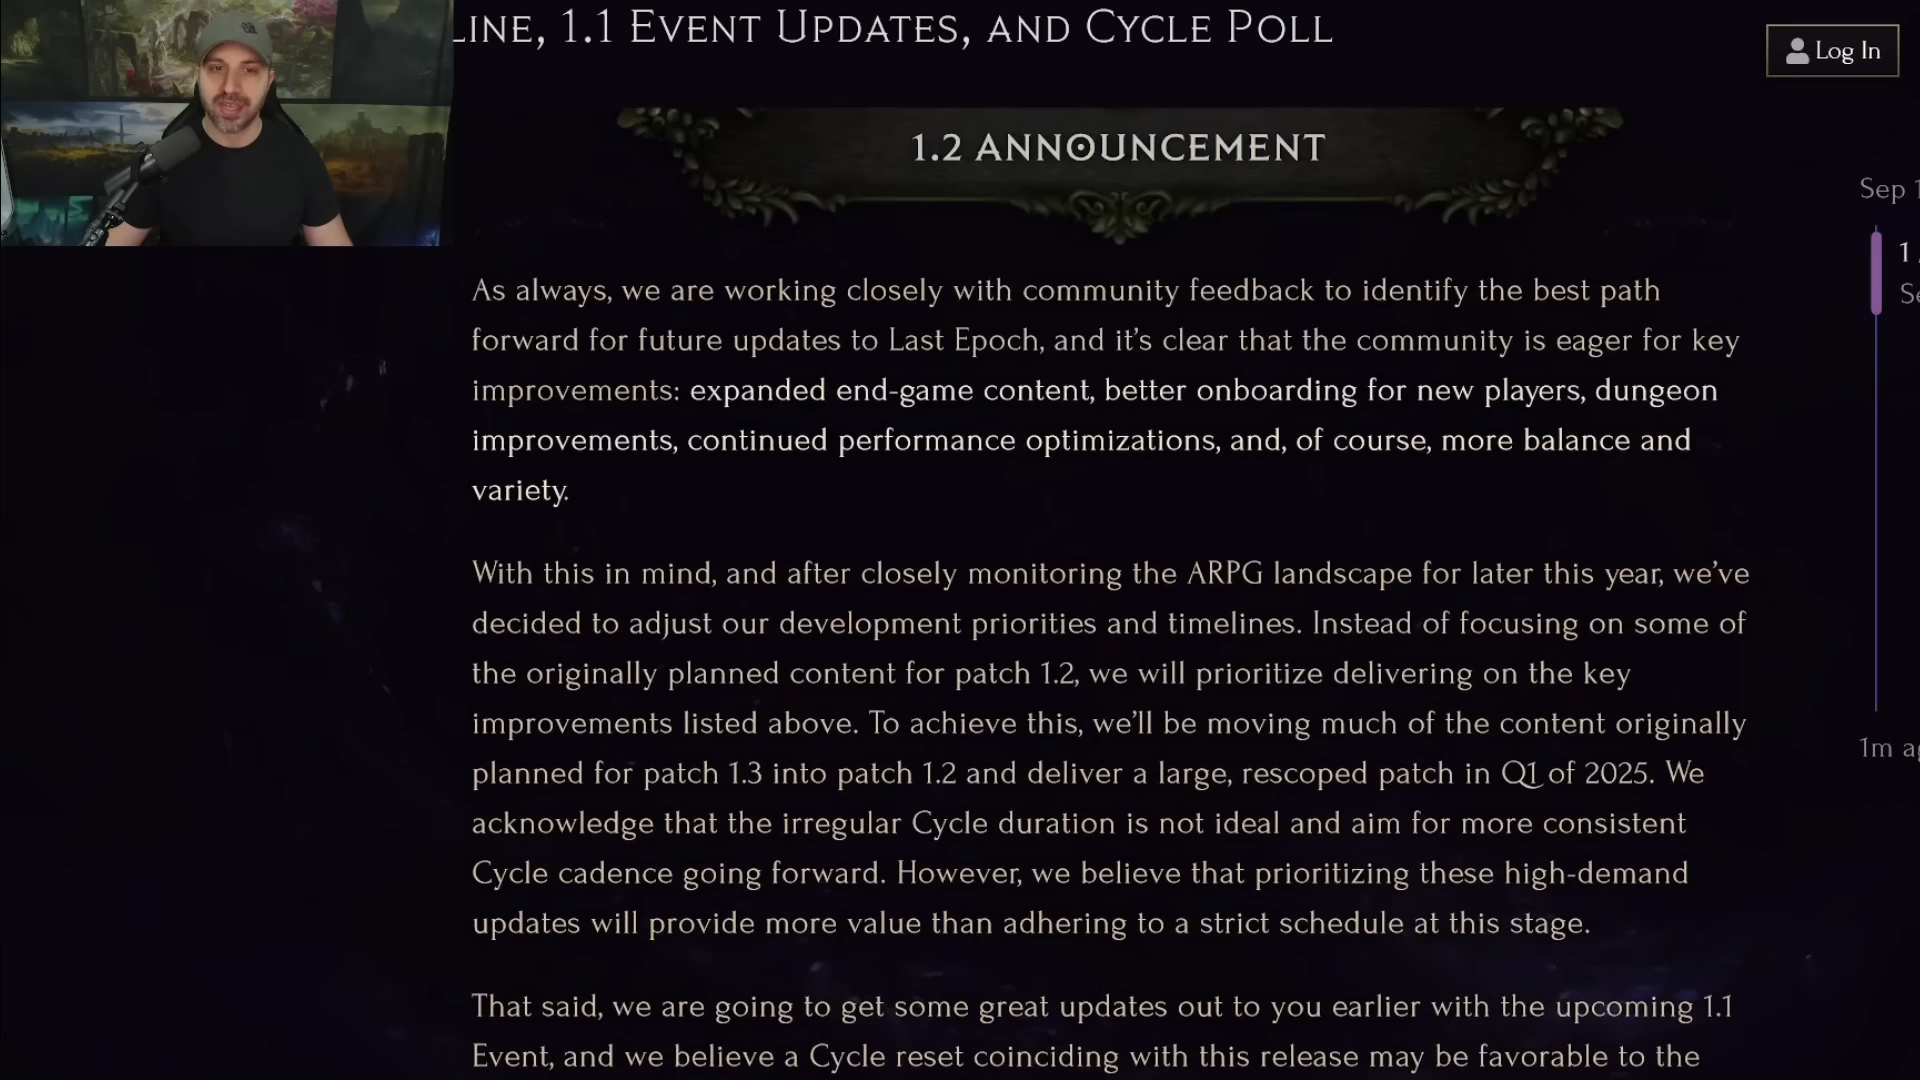 LINE, 1.1 EVENT UPDATES, AND CYCLE POLL
Log In
1.2 ANNOUNCEMENT
Sep 1
1
As always, we are working closely with community feedback to identify the best path
forward for future updates to Last Epoch, and it's clear that the community is eager for key
improvements: expanded end-game content, better onboarding for new players, dungeon
improvements, continued performance optimizations, and, of course, more balance and
variety.
With this in mind, and after closely monitoring the ARPG landscape for later this year, we've
decided to adjust our development priorities and timelines. Instead of focusing on some of
the originally planned content for patch 1.2, we will prioritize delivering on the key
improvements listed above. To achieve this, we'll be moving much of the content originally
planned for patch 1.3 into patch 1.2 and deliver a large, rescoped patch in Q1 of 2025. We
acknowledge that the irregular Cycle duration is not ideal and aim for more consistent
Cycle cadence going forward. However, we believe that prioritizing these high-demand
updates will provide more value than adhering to a strict schedule at this stage.
1m ag
That said, we are going to get some great updates out to you earlier with the upcoming 1.1
Event, and we believe a Cycle reset coinciding with this release may be favorable to the